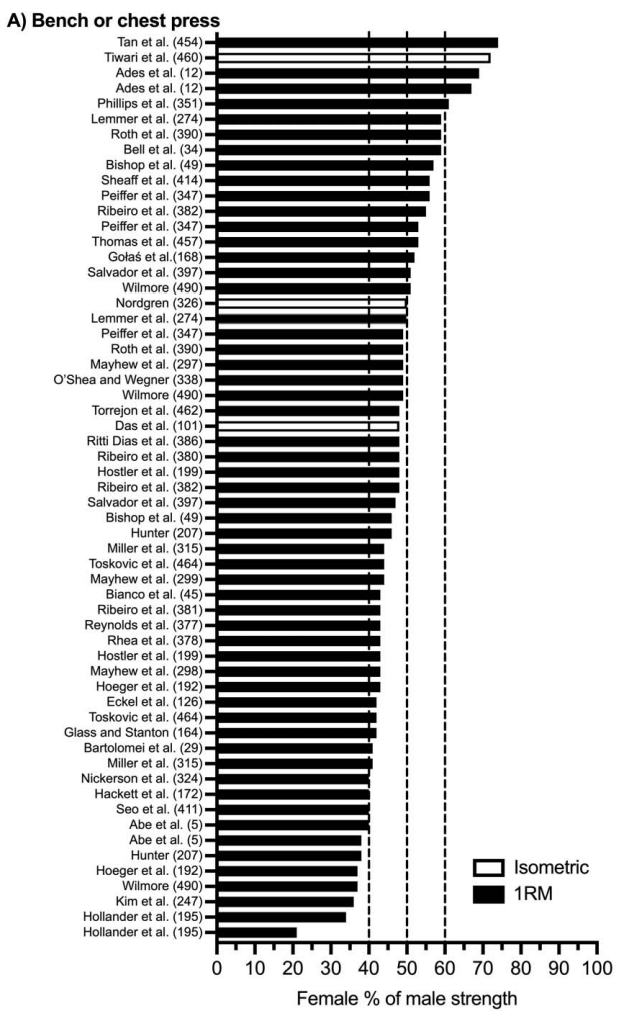 A) Bench or chest press
Tan et al. (454)
Tiwari et al. (460)
Ades et al. (12)
Ades et al. (12)
Phillips et al. (351)
Lemmer et al. (274)
Roth et al. (390)
Bell et al. (34)
Bishop et al. (49)
Sheaff et al. (414)
Peiffer et al. (347)
Ribeiro et al. (382)
Peiffer et al. (347)
Thomas et al. (457)
Gołaś et al.(168)
Salvador et al. (397)
Wilmore (490)
Nordgren (326)
Lemmer et al. (274)
Peiffer et al. (347)
Roth et al. (390)
Mayhew et al. (297)
O'Shea and Wegner (338)
Wilmore (490)
Torrejon et al. (462)
Das et al. (101)
Ritti Dias et al. (386)
Ribeiro et al. (380)
Hostler et al. (199)
Ribeiro et al. (382)
Salvador et al. (397)
Bishop et al. (49)
Hunter (207)
Miller et al. (315)
Toskovic et al. (464)
Mayhew et al. (299)
Bianco et al. (45)
Ribeiro et al. (381)
Reynolds et al. (377)
Rhea et al. (378)
Hostler et al. (199)
Mayhew et al. (298)
Hoeger et al. (192)
Eckel et al. (126)
Toskovic et al. (464)
Glass and Stanton (164)
Bartolomei et al. (29)
Miller et al. (315)
Nickerson et al. (324)
Hackett et al. (172)
Seo et al. (411)
Abe et al. (5)
Abe et al. (5)
Hunter (207)
Hoeger et al. (192)
Wilmore (490)
Kim et al. (247)
Hollander et al. (195)
Hollander et al. (195)
Isometric
1RM
0 10 20 30 40 50 60 70 80 90 100
Female % of male strength